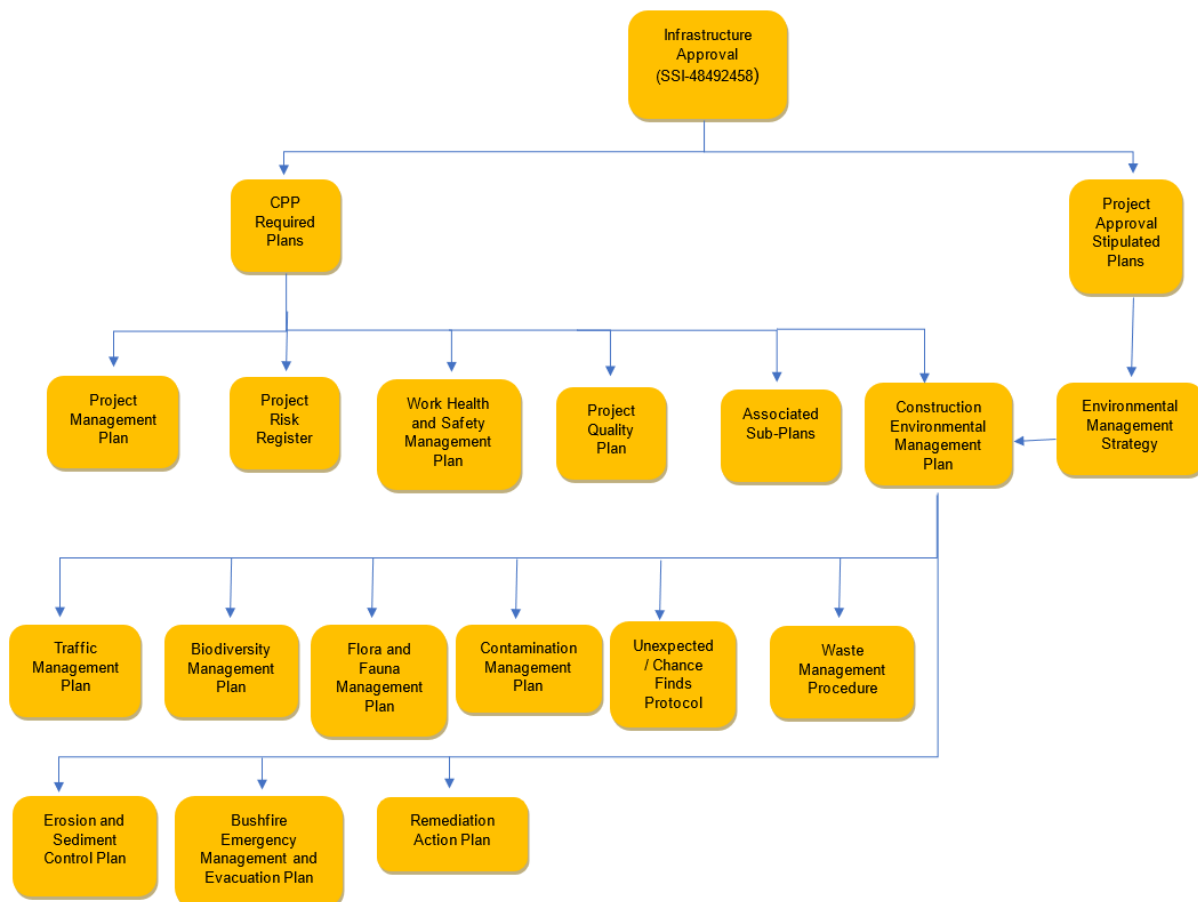 Infrastructure
Approval
(SSI-48492458)
CPP
Required
Plans
Project
Approval
Stipulated
Plans
Project
Management
Plan
Project
Risk
Register
Work Health
and Safety
Management
Plan
Project
Quality
Plan
Associated
Sub-Plans
Construction
Environmental
Management
Plan
Environmental
Management
Strategy
Traffic
Management
Plan
Biodiversity
Management
Plan
Flora and
Fauna
Management
Plan
Contamination
Management
Plan
Unexpected
/ Chance
Finds
Protocol
Waste
Management
Procedure
Erosion and
Sediment
Control Plan
Bushfire
Emergency
Management and
Evacuation Plan
Remediation
Action Plan